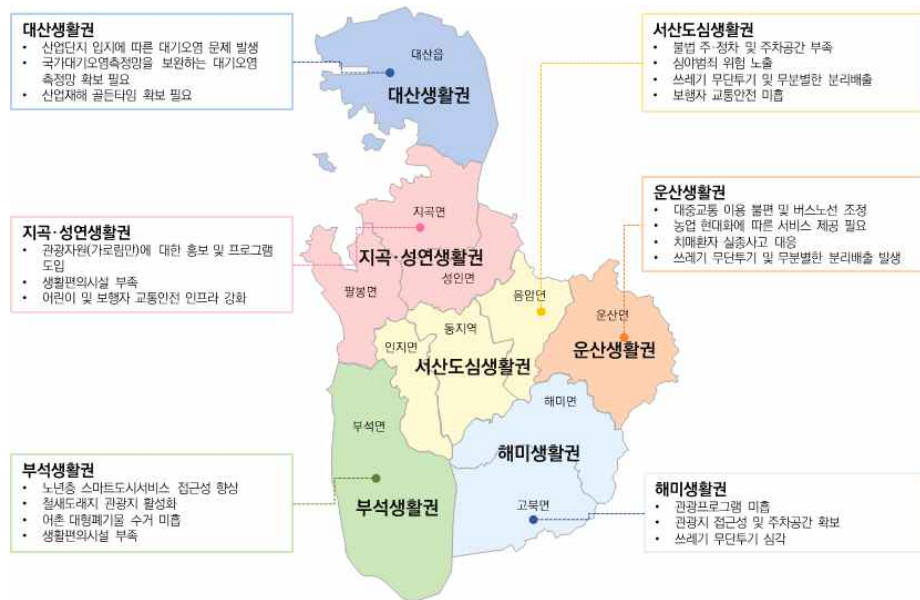 대산생활권
• 산업단지 입지에 따른 대기오염 문제 발생
• 국가대기오염측정망을 보완하는 대기오염
측정망 확보 필요
• 산업재해 골든타임 확보 필요
서산도심생활권
• 불법 주·정차 및 주차공간 부족
• 심야범죄 위험 노출
• 쓰레기 무단투기 및 무분별한 분리배출
• 보행자 교통안전 미흡
대산읍
대산생활권
운산생활권
• 대중교통 이용 불편 및 버스노선 조정
• 농업 현대화에 따른 서비스 제공 필요
• 치매환자 실종사고 대응
• 쓰레기 무단투기 및 무분별한 분리배출 발생
지곡·성연생활권
• 관광자원(가로림만)에 대한 홍보 및 프로그램
도입
• 생활편의시설 부족
• 어린이 및 보행자 교통안전 인프라 강화
지곡면
지곡·성연생활권
팔봉면
성인면
음암면
운산면
운산생활권
인지면
동지역
서산도심생활권
해미면
부석면
해미생활권
고북면
부석생활권
부석생활권
• 노년층 스마트도시서비스 접근성 향상
• 철새도래지 관광지 활성화
• 어촌 대형폐기물 수거 미흡
• 생활편의시설 부족
해미생활권
• 관광프로그램 미흡
• 관광지 접근성 및 주차공간 확보
• 쓰레기 무단투기 심각